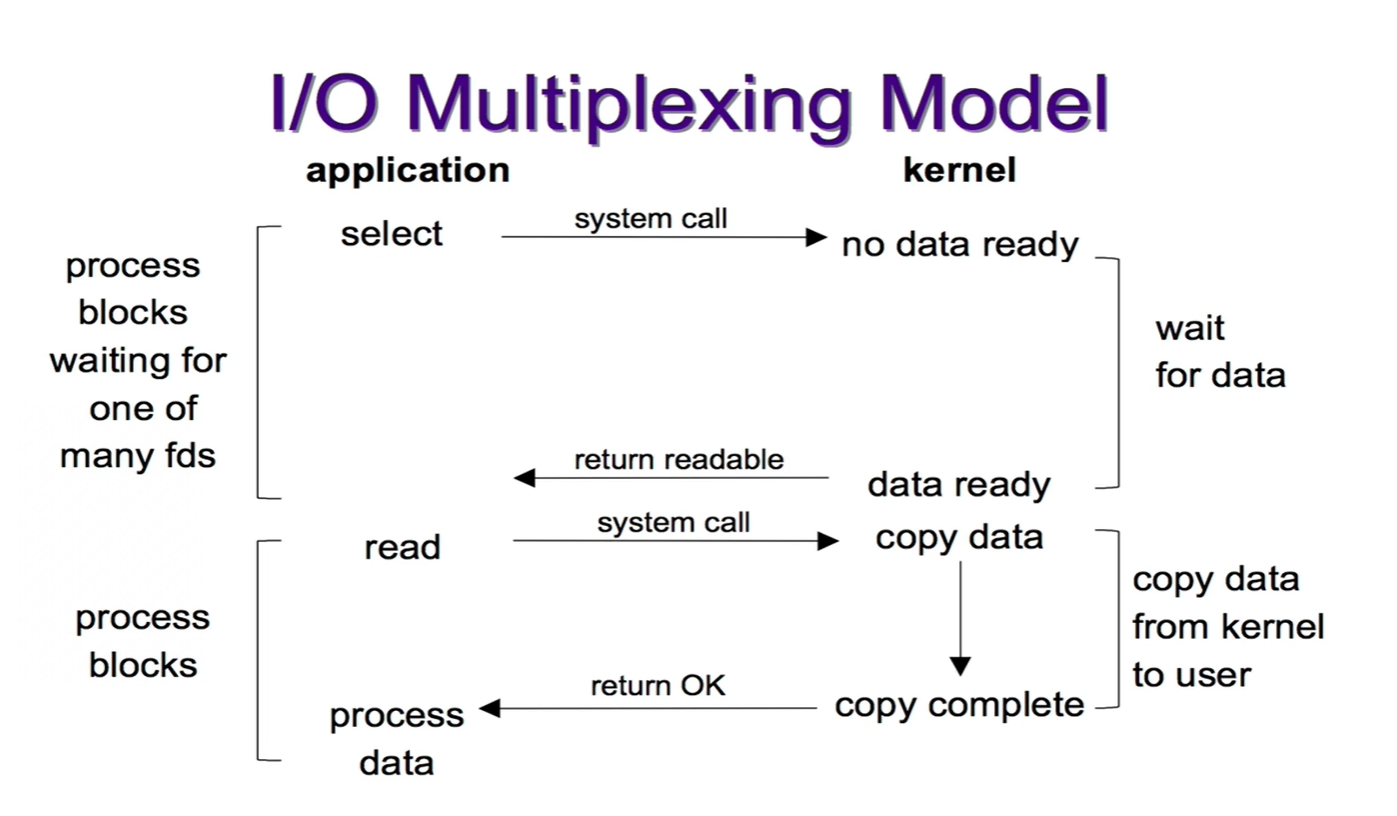 I/O Multiplexing Model
application
kernel
process
blocks
waiting for
one of
many fds
select
system call
no data ready
wait
for data
return readable
data ready
process
blocks
read
system call
copy data
copy data
from kernel
to user
return OK
copy complete
process
data